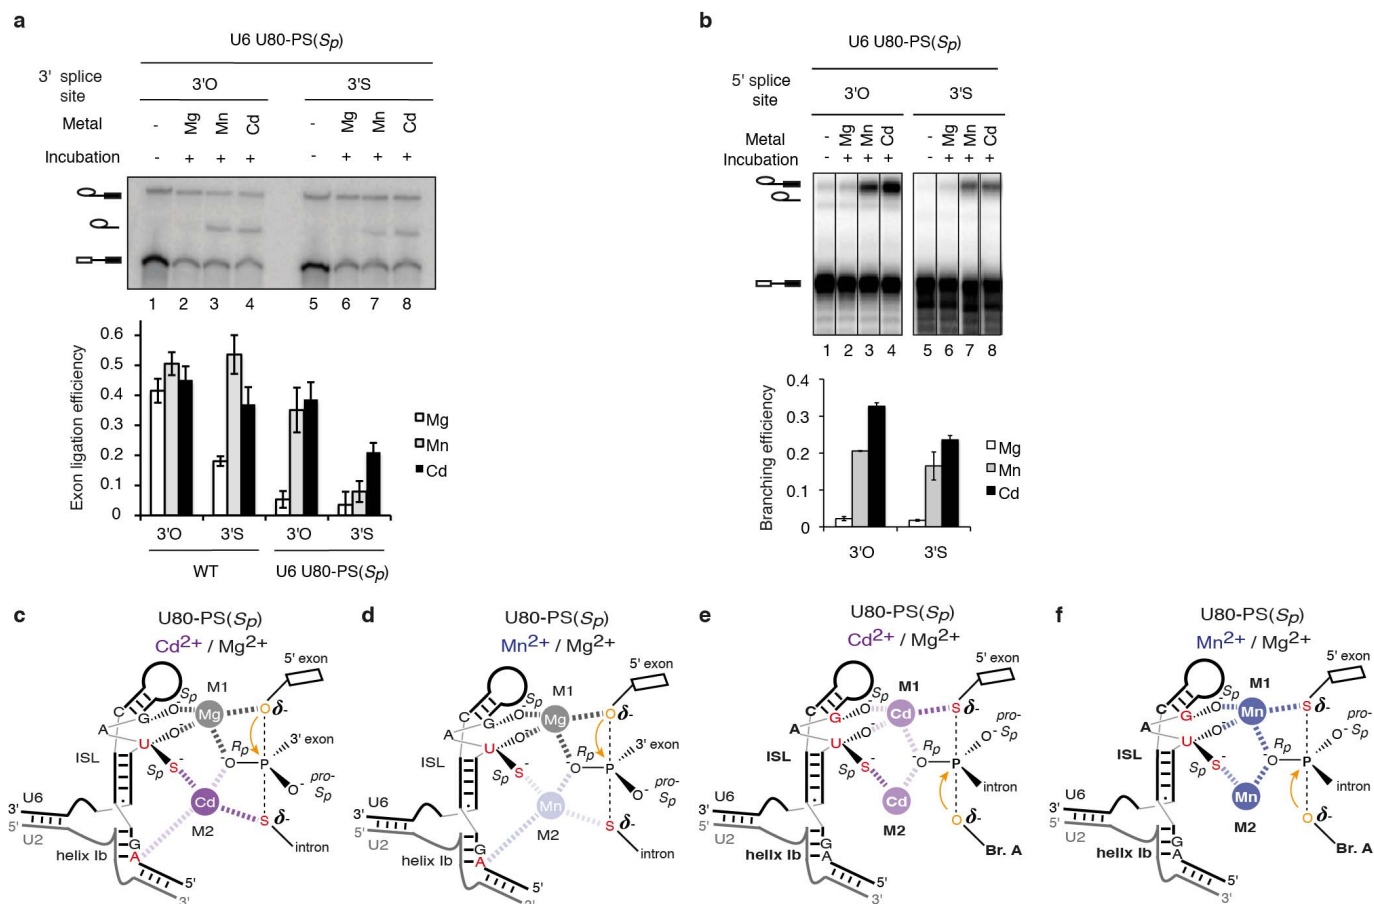 a
U6 U80-PS(Sp)
3' splice site
3'O
3'S
Metal
- Mg Mn Cd - Mg Mn Cd
Incubation
- + + + - + + +
1 2 3 4 5 6 7 8
Exon ligation efficiency
0.6
0.5
0.4
0.3
0.2
0.1
0
Mg
Mn
Cd
3'O 3'S 3'O 3'S
WT
U6 U80-PS(Sp)
b
U6 U80-PS(Sp)
5' splice site
3'O
3'S
Metal
- Mg Mn Cd - Mg Mn Cd
Incubation
- + + + - + + +
1 2 3 4 5 6 7 8
Branching efficiency
0.4
0.3
0.2
0.1
0
Mg
Mn
Cd
3'O 3'S
c
U80-PS(Sp)
Cd2+ / Mg2+
5' exon
Sp
M1
C
O-
Mg
O
δ-
A
G
O-
3' exon
U
Rp
-O
P
ISL
Sp
S-
O-
pro-Sp
Cd
S
δ-
M2
intron
U6
3'
5'
U2
G
A
helix Ib
5'
3'
d
U80-PS(Sp)
Mn2+ / Mg2+
5' exon
Sp
M1
C
O-
Mg
O
δ-
A
G
O-
3' exon
U
Rp
-O
P
ISL
Sp
S-
O-
pro-Sp
Mn
S
δ-
M2
intron
U6
3'
5'
U2
G
A
helix Ib
5'
3'
e
U80-PS(Sp)
Cd2+ / Mg2+
5' exon
Sp
M1
C
O-
Cd
S
δ-
A
G
O-
O-
pro-Sp
U
Rp
-O
P
ISL
Sp
S-
intron
Cd
O
δ-
M2
Br. A
U6
3'
5'
U2
G
A
helix Ib
5'
3'
f
U80-PS(Sp)
Mn2+ / Mg2+
5' exon
Sp
M1
C
O-
Mn
S
δ-
A
G
O-
O-
pro-Sp
U
Rp
-O
P
ISL
Sp
S-
intron
Mn
O
δ-
M2
Br. A
U6
3'
5'
U2
G
A
helix Ib
5'
3'